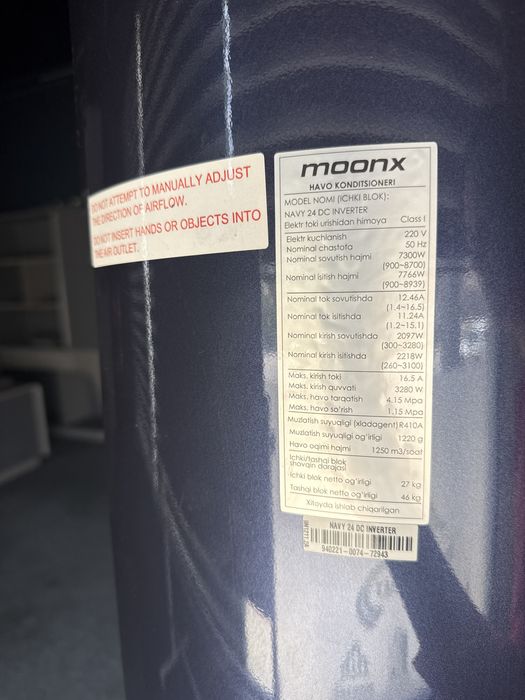 DO NOT ATTEMPT TO MANUALLY ADJUST
THE DIRECTION OF AIRFLOW.
DO NOT INSERT HANDS OR OBJECTS INTO
THE AIR OUTLET.
moonx
HAVO KONDITSIONERI
MODEL NOMI (ICHKI BLOK):
NAVY 24 DC INVERTER
Elektr toki urishidan himoya Class I
Elektr kuchlanish 220 V
Nominal chastota 50 Hz
Nominal sovutish hajmi 7300W
(900~8700)
Nominal isitish hajmi 7766W
(900~8939)
Nominal tok sovutishda 12.46A
(1.4~16.5)
Nominal tok isitishda 11.24A
(1.2~15.1)
Nominal kirish sovutishda 2097W
(300~3280)
Nominal kirish isitishda 2218W
(260~3100)
Maks. kirish toki 16.5 A
Maks. kirish quvvati 3280 W
Maks. havo tarqatish 4.15 Mpa
Maks. havo so'rish 1.15 Mpa
Muzlatish suyuqligi (xladagent) R410A
Muzlatish suyuqligi og'irligi 1220 g
Havo oqimi hajmi 1250 m3/soat
Ichki/tashqi blok
shovqin darajasi
Ichki blok netto og'irligi 27 kg
Tashqi blok netto og'irligi 46 kg
Xitoyda ishlab chiqarilgan
NAVY 24 DC INVERTER
940221-0074-72943